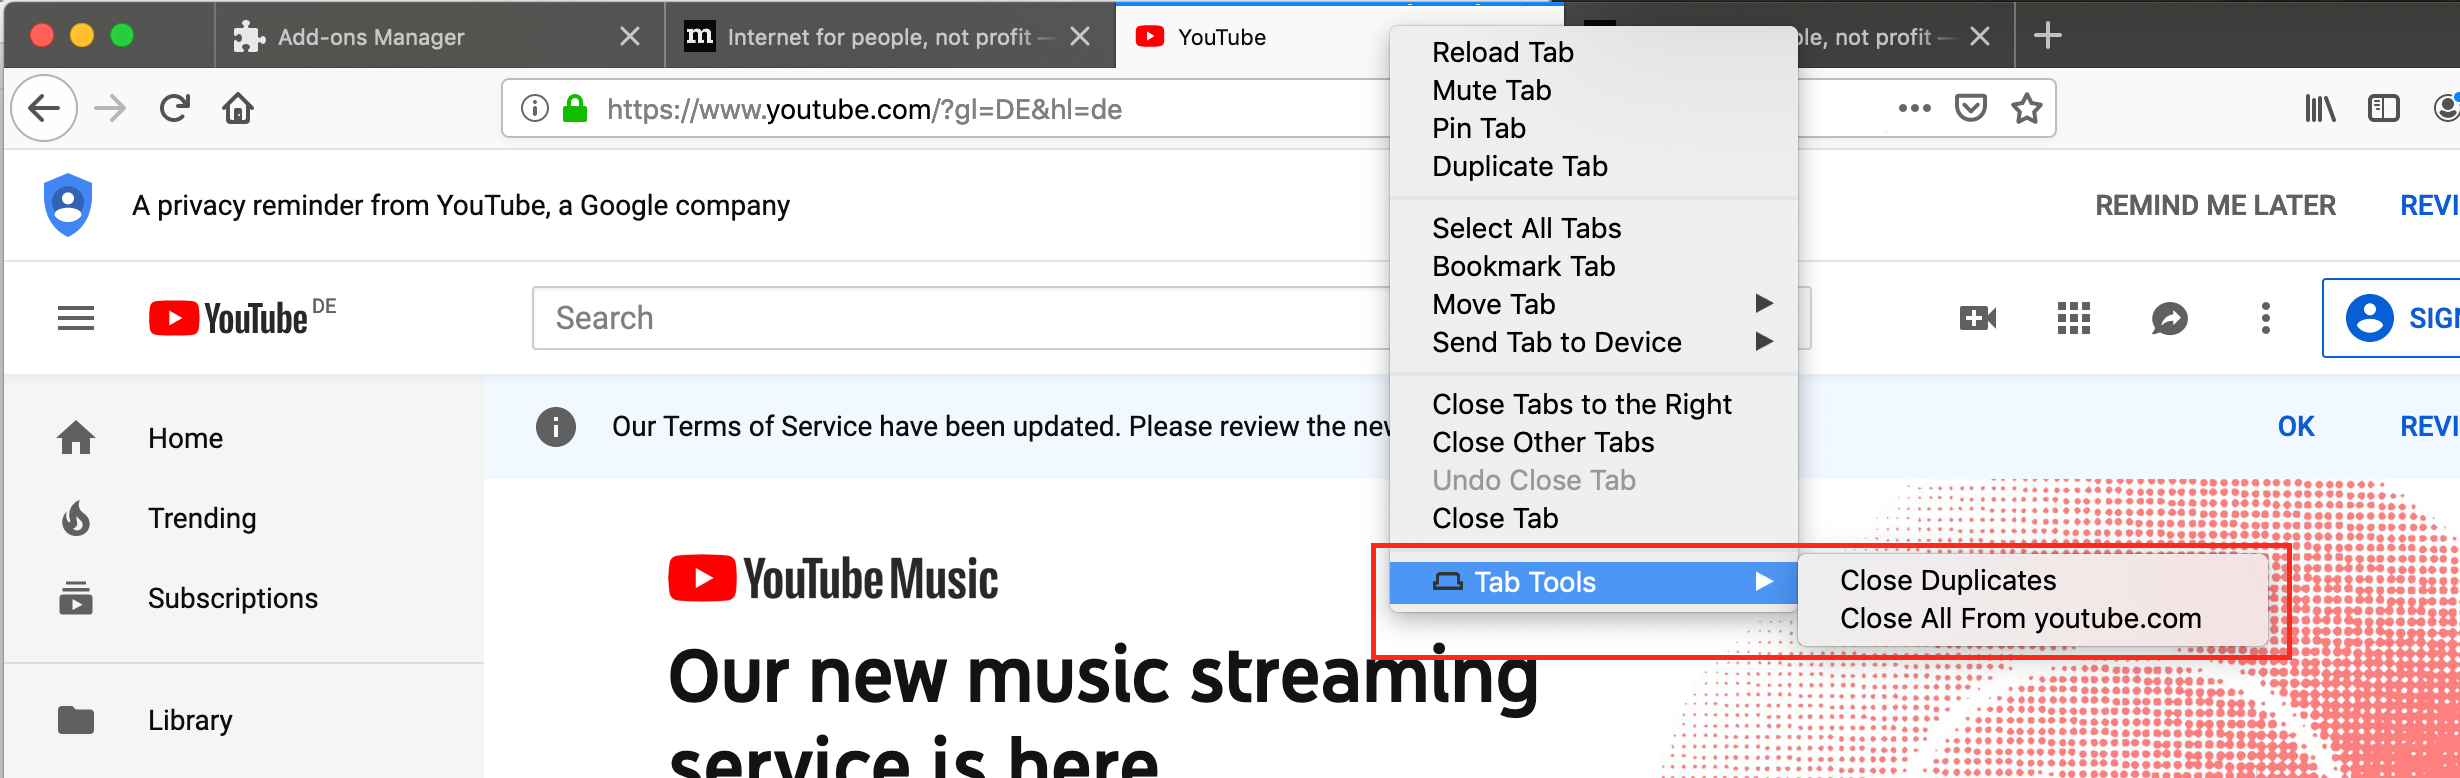 Add-ons Manager
m Internet for people, not profit —
YouTube
ple, not profit —
https://www.youtube.com/?gl=DE&hl=de
A privacy reminder from YouTube, a Google company
REMIND ME LATER
REVI
YouTube DE
Search
SIGN
Home
Trending
Subscriptions
Library
Our Terms of Service have been updated. Please review the new
OK
REVI
YouTube Music
Our new music streaming
service is here
Reload Tab
Mute Tab
Pin Tab
Duplicate Tab
Select All Tabs
Bookmark Tab
Move Tab
Send Tab to Device
Close Tabs to the Right
Close Other Tabs
Undo Close Tab
Close Tab
Tab Tools
Close Duplicates
Close All From youtube.com